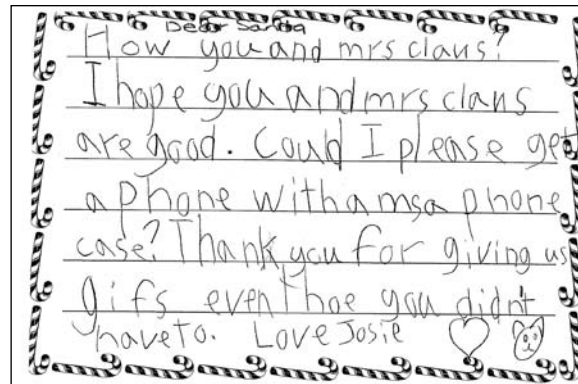 Dear Santa
How you and mrs claus?
I hope you and mrs claus
are good. Could I please get
a phone with a msa phone
case? Thank you for giving us
gifs even thoe you didn't
have to. Love Josie